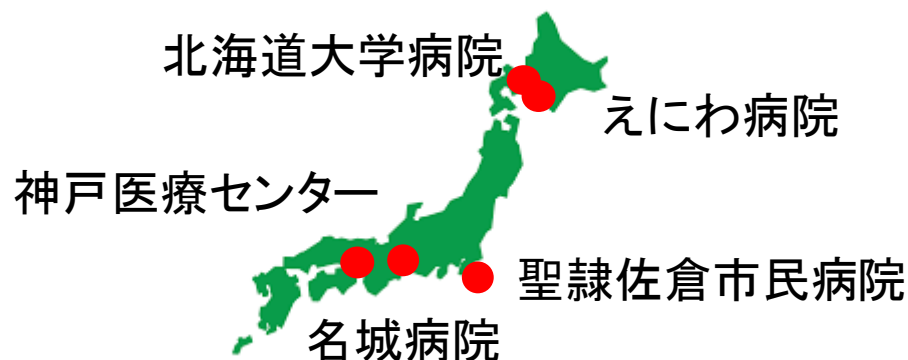 北海道大学病院
えにわ病院
神戸医療センター
聖隷佐倉市民病院
名城病院